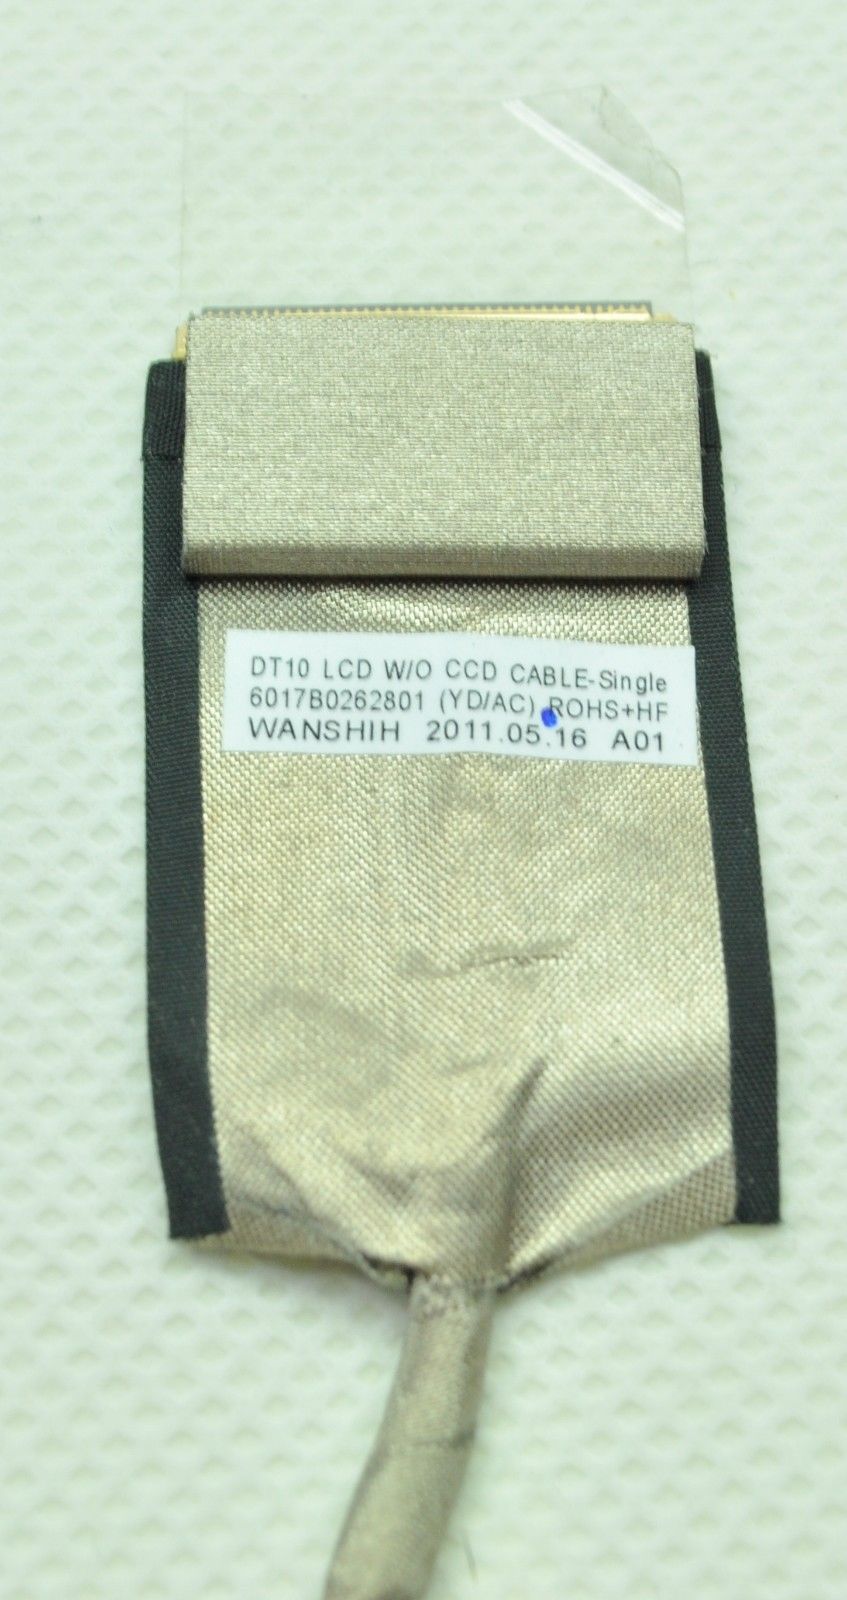 DT10 LCD W/O CCD CABLE-Single
6017B0262801 (YD/AC) ROHS+HF
WANSHIH 2011.05.16 A01